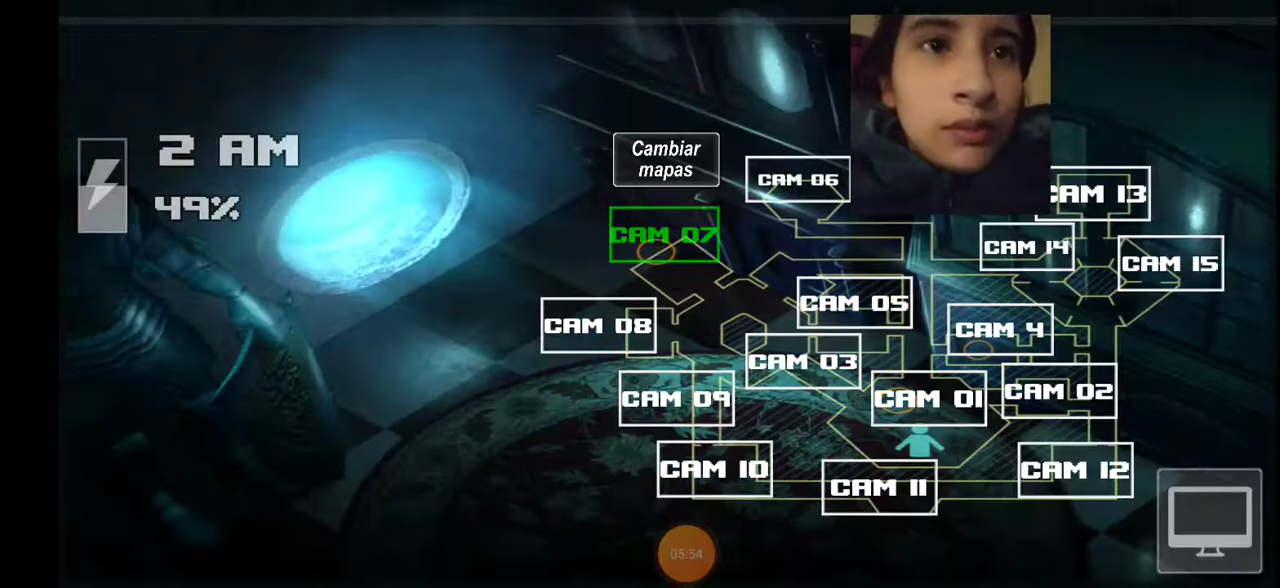 2 AM
49%
Cambiar
mapas
CAM 06
CAM 13
CAM 07
CAM 14
CAM 15
CAM 05
CAM 08
CAM 4
CAM 03
CAM 02
CAM 09
CAM 01
CAM 10
CAM 11
CAM 12
05:54